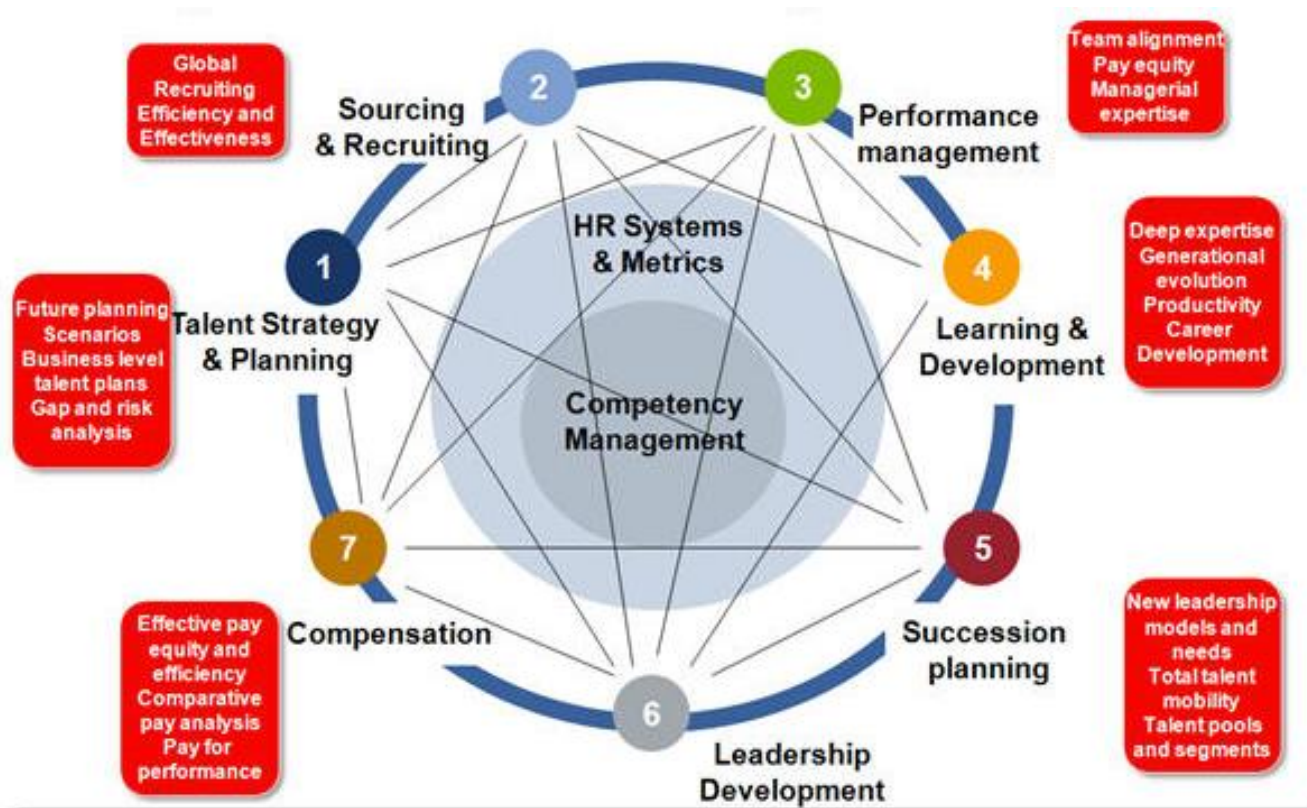 Global
Recruiting
Efficiency and
Effectiveness
2
Sourcing
& Recruiting
3
Performance
management
Team alignment
Pay equity
Managerial
expertise
HR Systems
& Metrics
1
Talent Strategy
& Planning
Future planning
Scenarios
Business level
talent plans
Gap and risk
analysis
4
Learning &
Development
Deep expertise
Generational
evolution
Productivity
Career
Development
Competency
Management
7
Compensation
Effective pay
equity and
efficiency
Comparative
pay analysis
Pay for
performance
5
Succession
planning
New leadership
models and
needs
Total talent
mobility
Talent pools
and segments
6
Leadership
Development